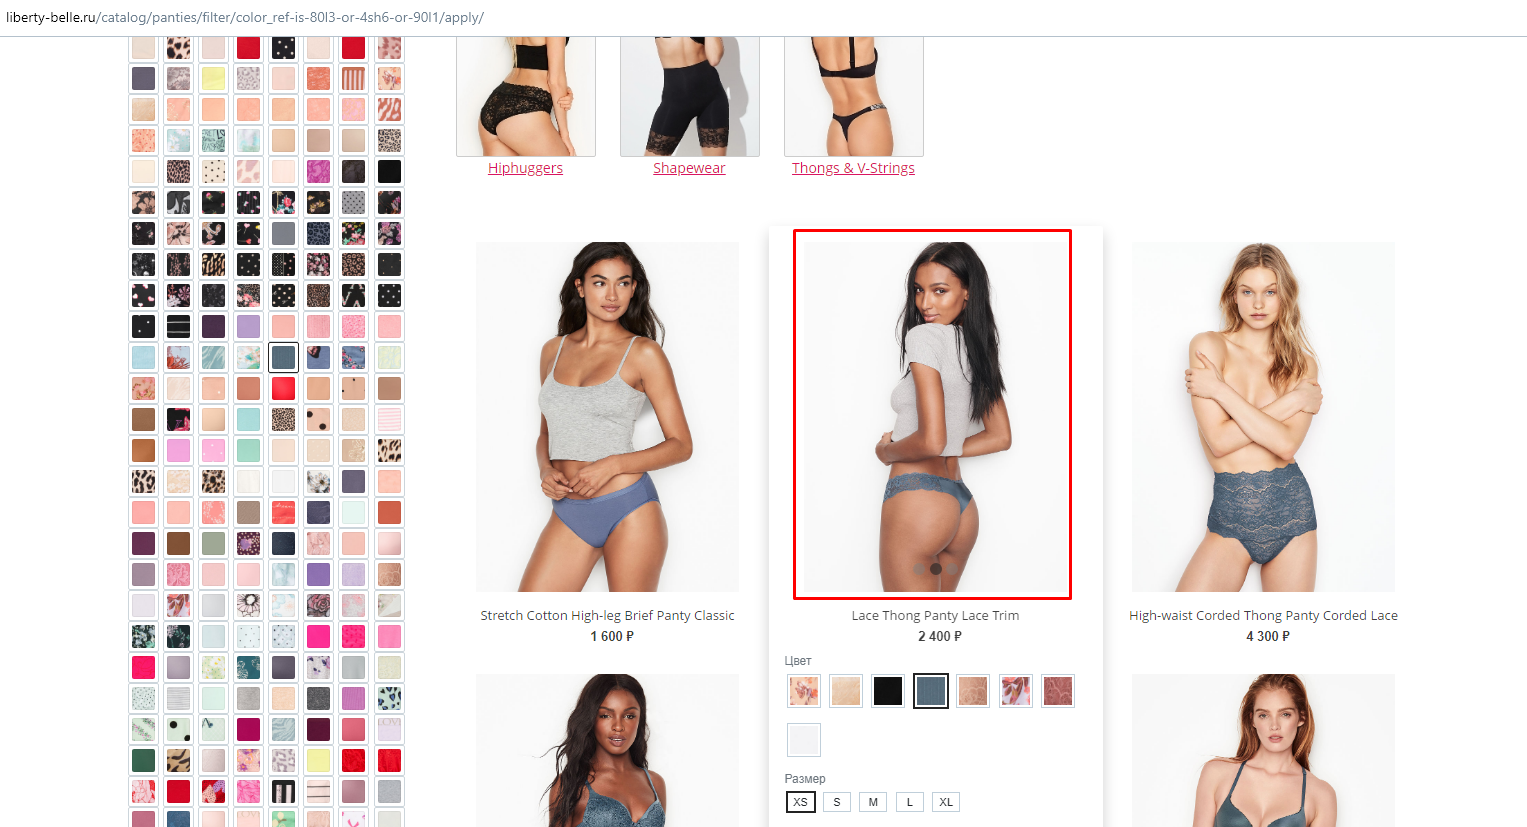 liberty-belle.ru/catalog/panties/filter/color_ref-is-80l3-or-4sh6-or-90l1/apply/
Hiphuggers
Shapewear
Thongs & V-Strings
Stretch Cotton High-leg Brief Panty Classic
1 600 ₽
Lace Thong Panty Lace Trim
2 400 ₽
High-waist Corded Thong Panty Corded Lace
4 300 ₽
Цвет
Размер
XS S M L XL